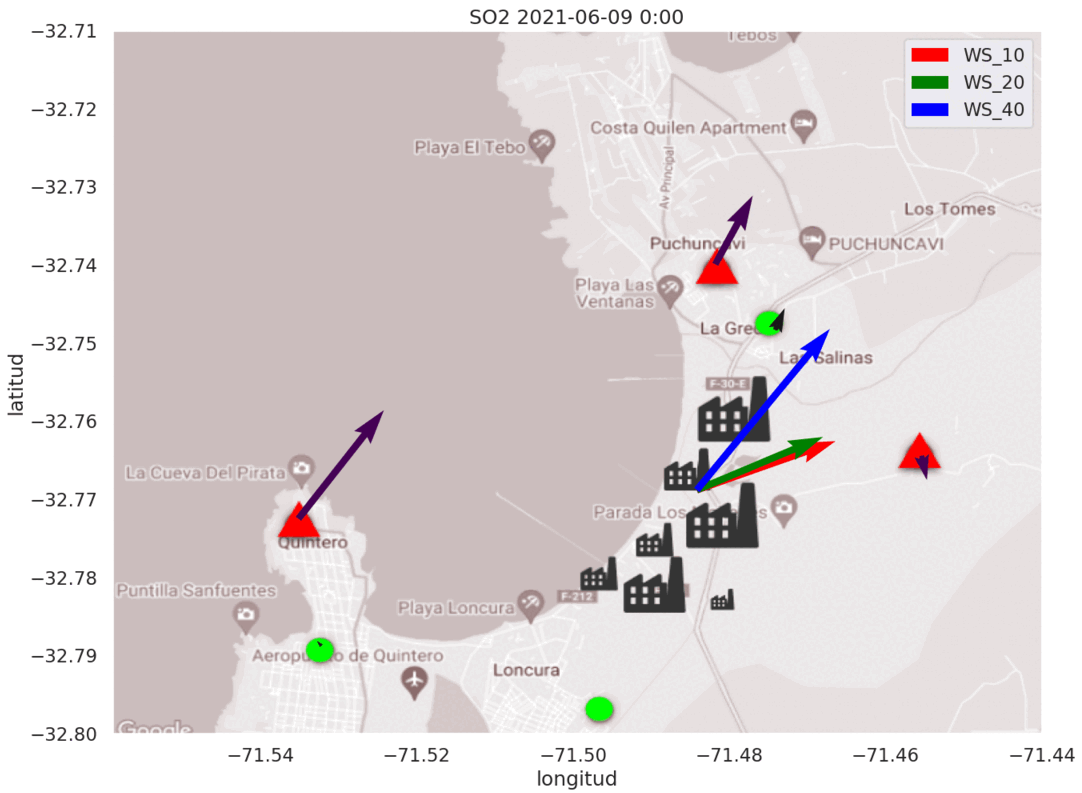 SO2 2021-06-09 0:00
−32.71
−32.72
−32.73
−32.74
−32.75
−32.76
−32.77
−32.78
−32.79
−32.80
latitud
WS_10
WS_20
WS_40
Tebos
Costa Quilen Apartment
Playa El Tebo
Av Principal
Los Tomes
Puchuncavi
PUCHUNCAVI
Playa Las
Ventanas
La Gre
Las Salinas
F-30-E
La Cueva Del Pirata
Parada Los
Quintero
Puntilla Sanfuentes
F-212
Playa Loncura
Aeropu to de Quintero
Loncura
Google
−71.54
−71.52
−71.50
−71.48
−71.46
−71.44
longitud